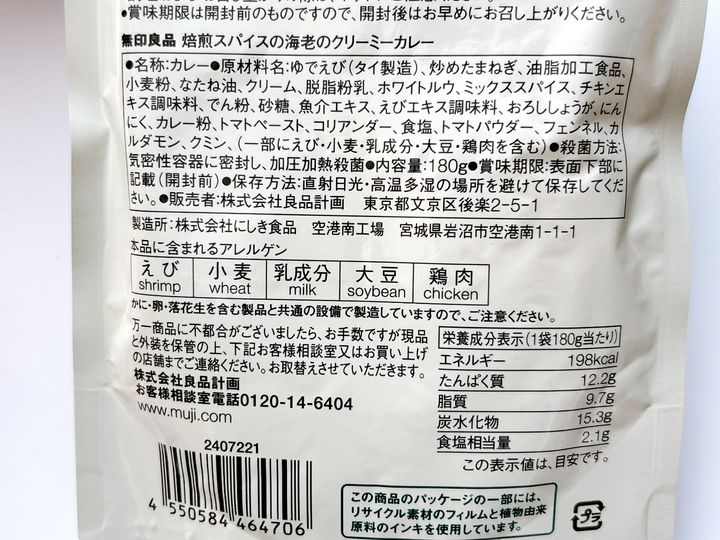 ●賞味期限は開封前のものですので、開封後はお早めにお召し上がりください。
無印良品 焙煎スパイスの海老のクリーミーカレー
●名称:カレー●原材料名:ゆでえび(タイ製造)、炒めたまねぎ、油脂加工食品、
小麦粉、なたね油、クリーム、脱脂粉乳、ホワイトルウ、ミックススパイス、チキンエ
キス調味料、でん粉、砂糖、魚介エキス、えびエキス調味料、おろししょうが、にん
にく、カレー粉、トマトペースト、コリアンダー、食塩、トマトパウダー、フェンネル、カ
ルダモン、クミン、(一部にえび・小麦・乳成分・大豆・鶏肉を含む)●殺菌方法:
気密性容器に密封し、加圧加熱殺菌●内容量:180g●賞味期限:表面下部に
記載(開封前)●保存方法:直射日光・高温多湿の場所を避けて保存してくだ
さい。●販売者:株式会社良品計画 東京都文京区後楽2-5-1
製造所:株式会社にしき食品 空港南工場 宮城県岩沼市空港南1-1-1
本品に含まれるアレルゲン
えび 小麦 乳成分 大豆 鶏肉
shrimp wheat milk soybean chicken
かに・卵・落花生を含む製品と共通の設備で製造していますので、ご注意ください。
万一商品に不都合がございましたら、お手数ですが現品
と外装を保管の上、下記お客様相談室又はお買い上げ
の店舗までご連絡ください。お取替えさせていただきます。
株式会社良品計画
お客様相談室電話0120-14-6404
www.muji.com
栄養成分表示(1袋180g当たり)
エネルギー 198kcal
たんぱく質 12.2g
脂質 9.7g
炭水化物 15.3g
食塩相当量 2.1g
この表示値は、目安です。
2407221
4 550584 464706
この商品のパッケージの一部には、
リサイクル素材のフィルムと植物由来
原料のインキを使用しています。
プラ